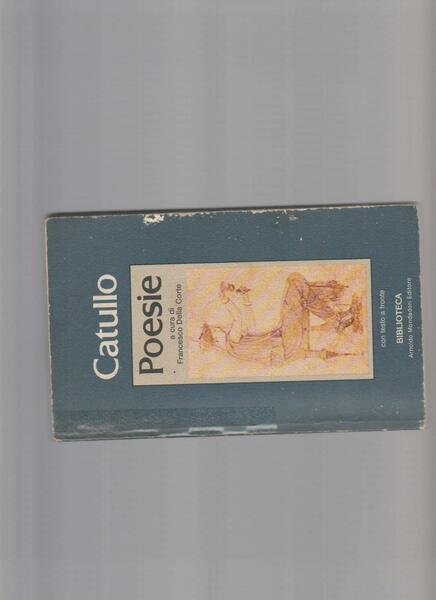 Catullo
Poesie
a cura di
Francesco Della Corte
con testo a fronte
BIBLIOTECA
Arnoldo Mondadori Editore